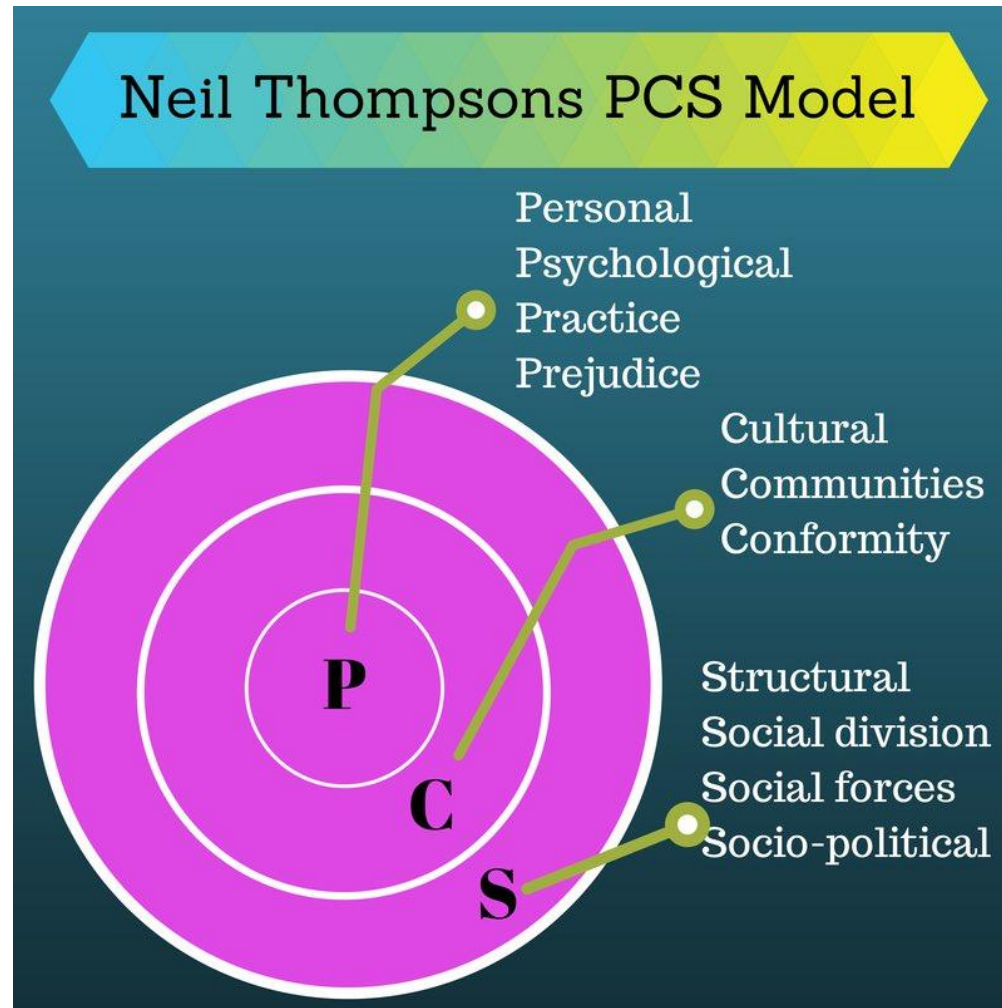 Neil Thompsons PCS Model
Personal
Psychological
Practice
Prejudice
Cultural
Communities
Conformity
Structural
Social division
Social forces
Socio-political
P
C
S